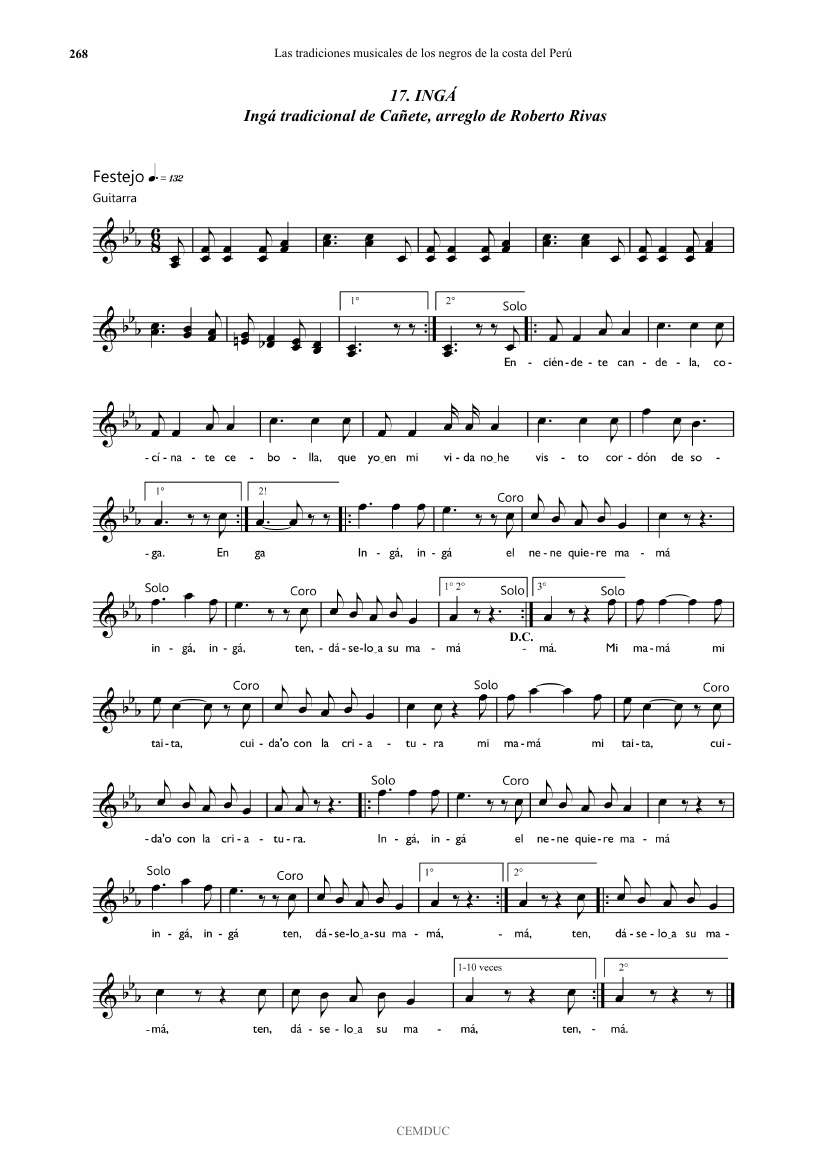 268
Las tradiciones musicales de los negros de la costa del Perú
17. INGÁ
Ingá tradicional de Cañete, arreglo de Roberto Rivas
Festejo ♩. = 132
Guitarra
6
8
1° 2° Solo
En - cién - de - te can - de - la, co -
- cí - na - te ce - bo - lla, que yo_en mi vi - da no_he vis - to cor - dón de so -
1° 2! Coro
- ga. En ga In - gá, in - gá el ne - ne quie - re ma - má
Solo Coro 1° 2° Solo 3° Solo
in - gá, in - gá, ten, - dá - se - lo_a su ma - má - má. Mi ma - má mi
D.C.
Coro Solo Coro
tai - ta, cui - da'o con la cri - a - tu - ra mi ma - má mi tai - ta, cui -
Solo Coro
- da'o con la cri - a - tu - ra. In - gá, in - gá el ne - ne quie - re ma - má
Solo Coro 1° 2°
in - gá, in - gá ten, dá - se - lo_a - su ma - má, - má, ten, dá - se - lo_a su ma -
1-10 veces 2°
- má, ten, dá - se - lo_a su ma - má, ten, - má.
CEMDUC